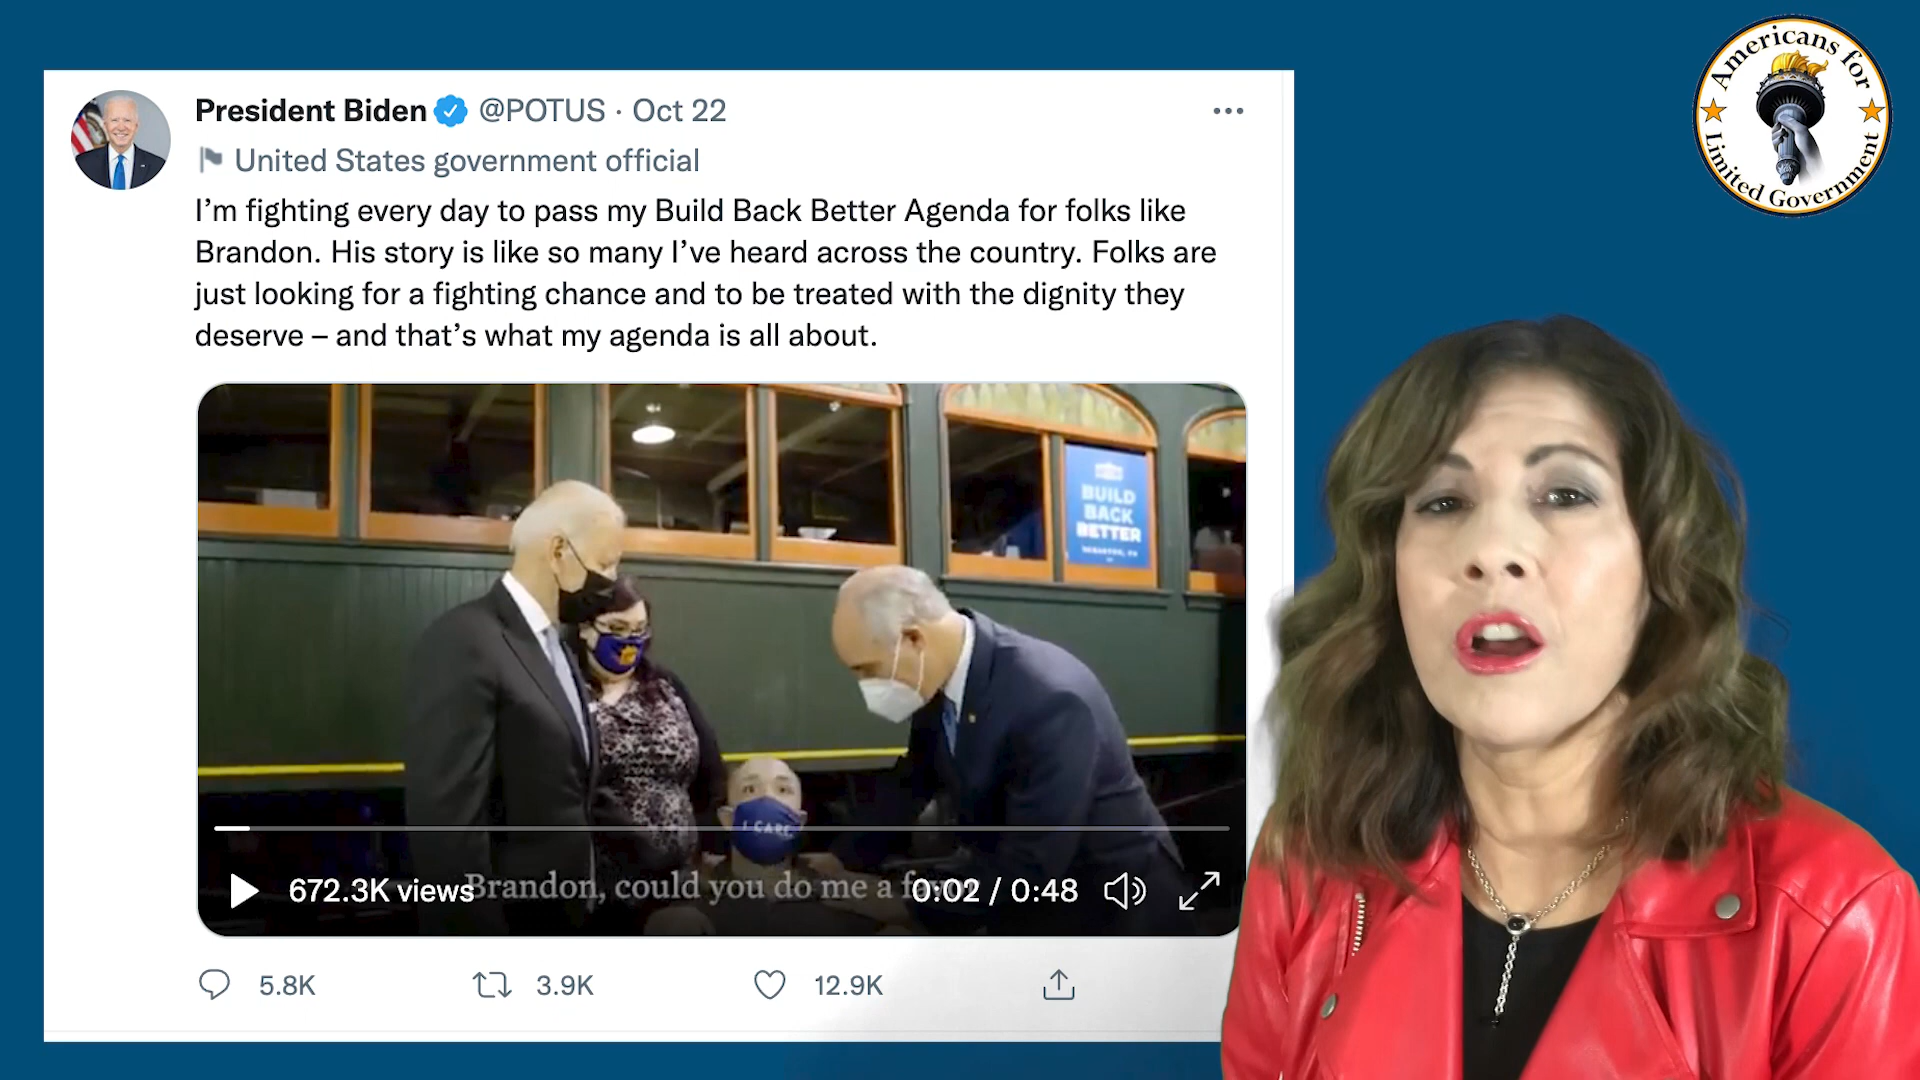 President Biden @POTUS · Oct 22
United States government official
I'm fighting every day to pass my Build Back Better Agenda for folks like
Brandon. His story is like so many I've heard across the country. Folks are
just looking for a fighting chance and to be treated with the dignity they
deserve – and that's what my agenda is all about.
BUILD
BACK
BETTER
I CARE
Brandon, could you do me a
672.3K views
0:02 / 0:48
5.8K
3.9K
12.9K
Americans for
Limited Government